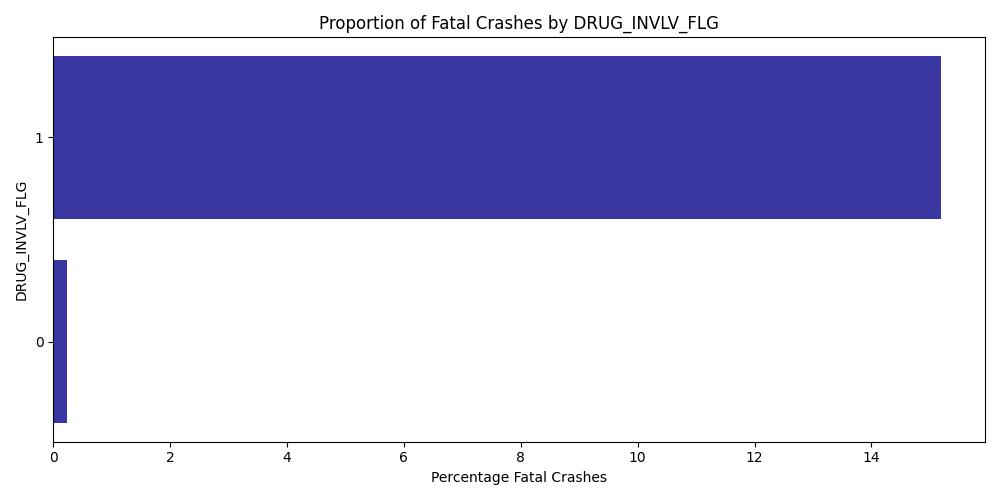 Proportion of Fatal Crashes by DRUG_INVLV_FLG
DRUG_INVLV_FLG
1
0
0 2 4 6 8 10 12 14
Percentage Fatal Crashes